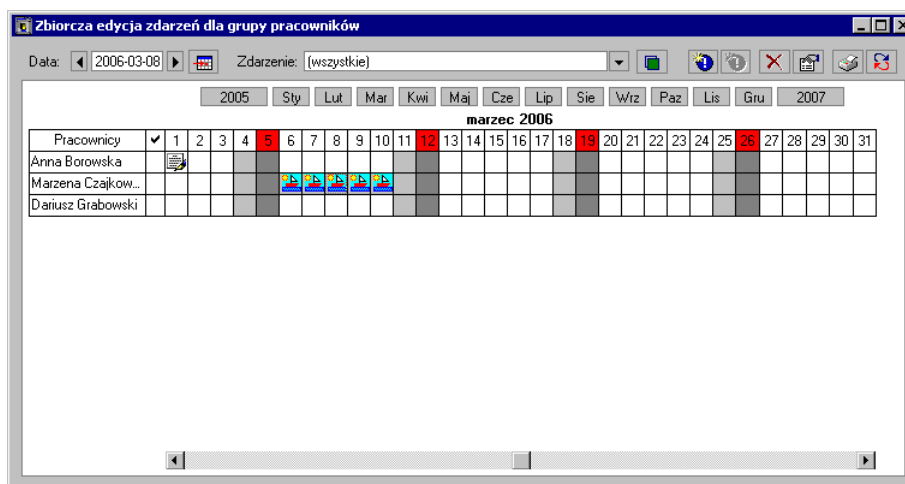 Zbiorcza edycja zdarzeń dla grupy pracowników
Data: 2006-03-08 Zdarzenie: (wszystkie)
2005 Sty Lut Mar Kwi Maj Cze Lip Sie Wrz Paz Lis Gru 2007
marzec 2006
Pracownicy 1 2 3 4 5 6 7 8 9 10 11 12 13 14 15 16 17 18 19 20 21 22 23 24 25 26 27 28 29 30 31
Anna Borowska
Marzena Czajkow...
Dariusz Grabowski